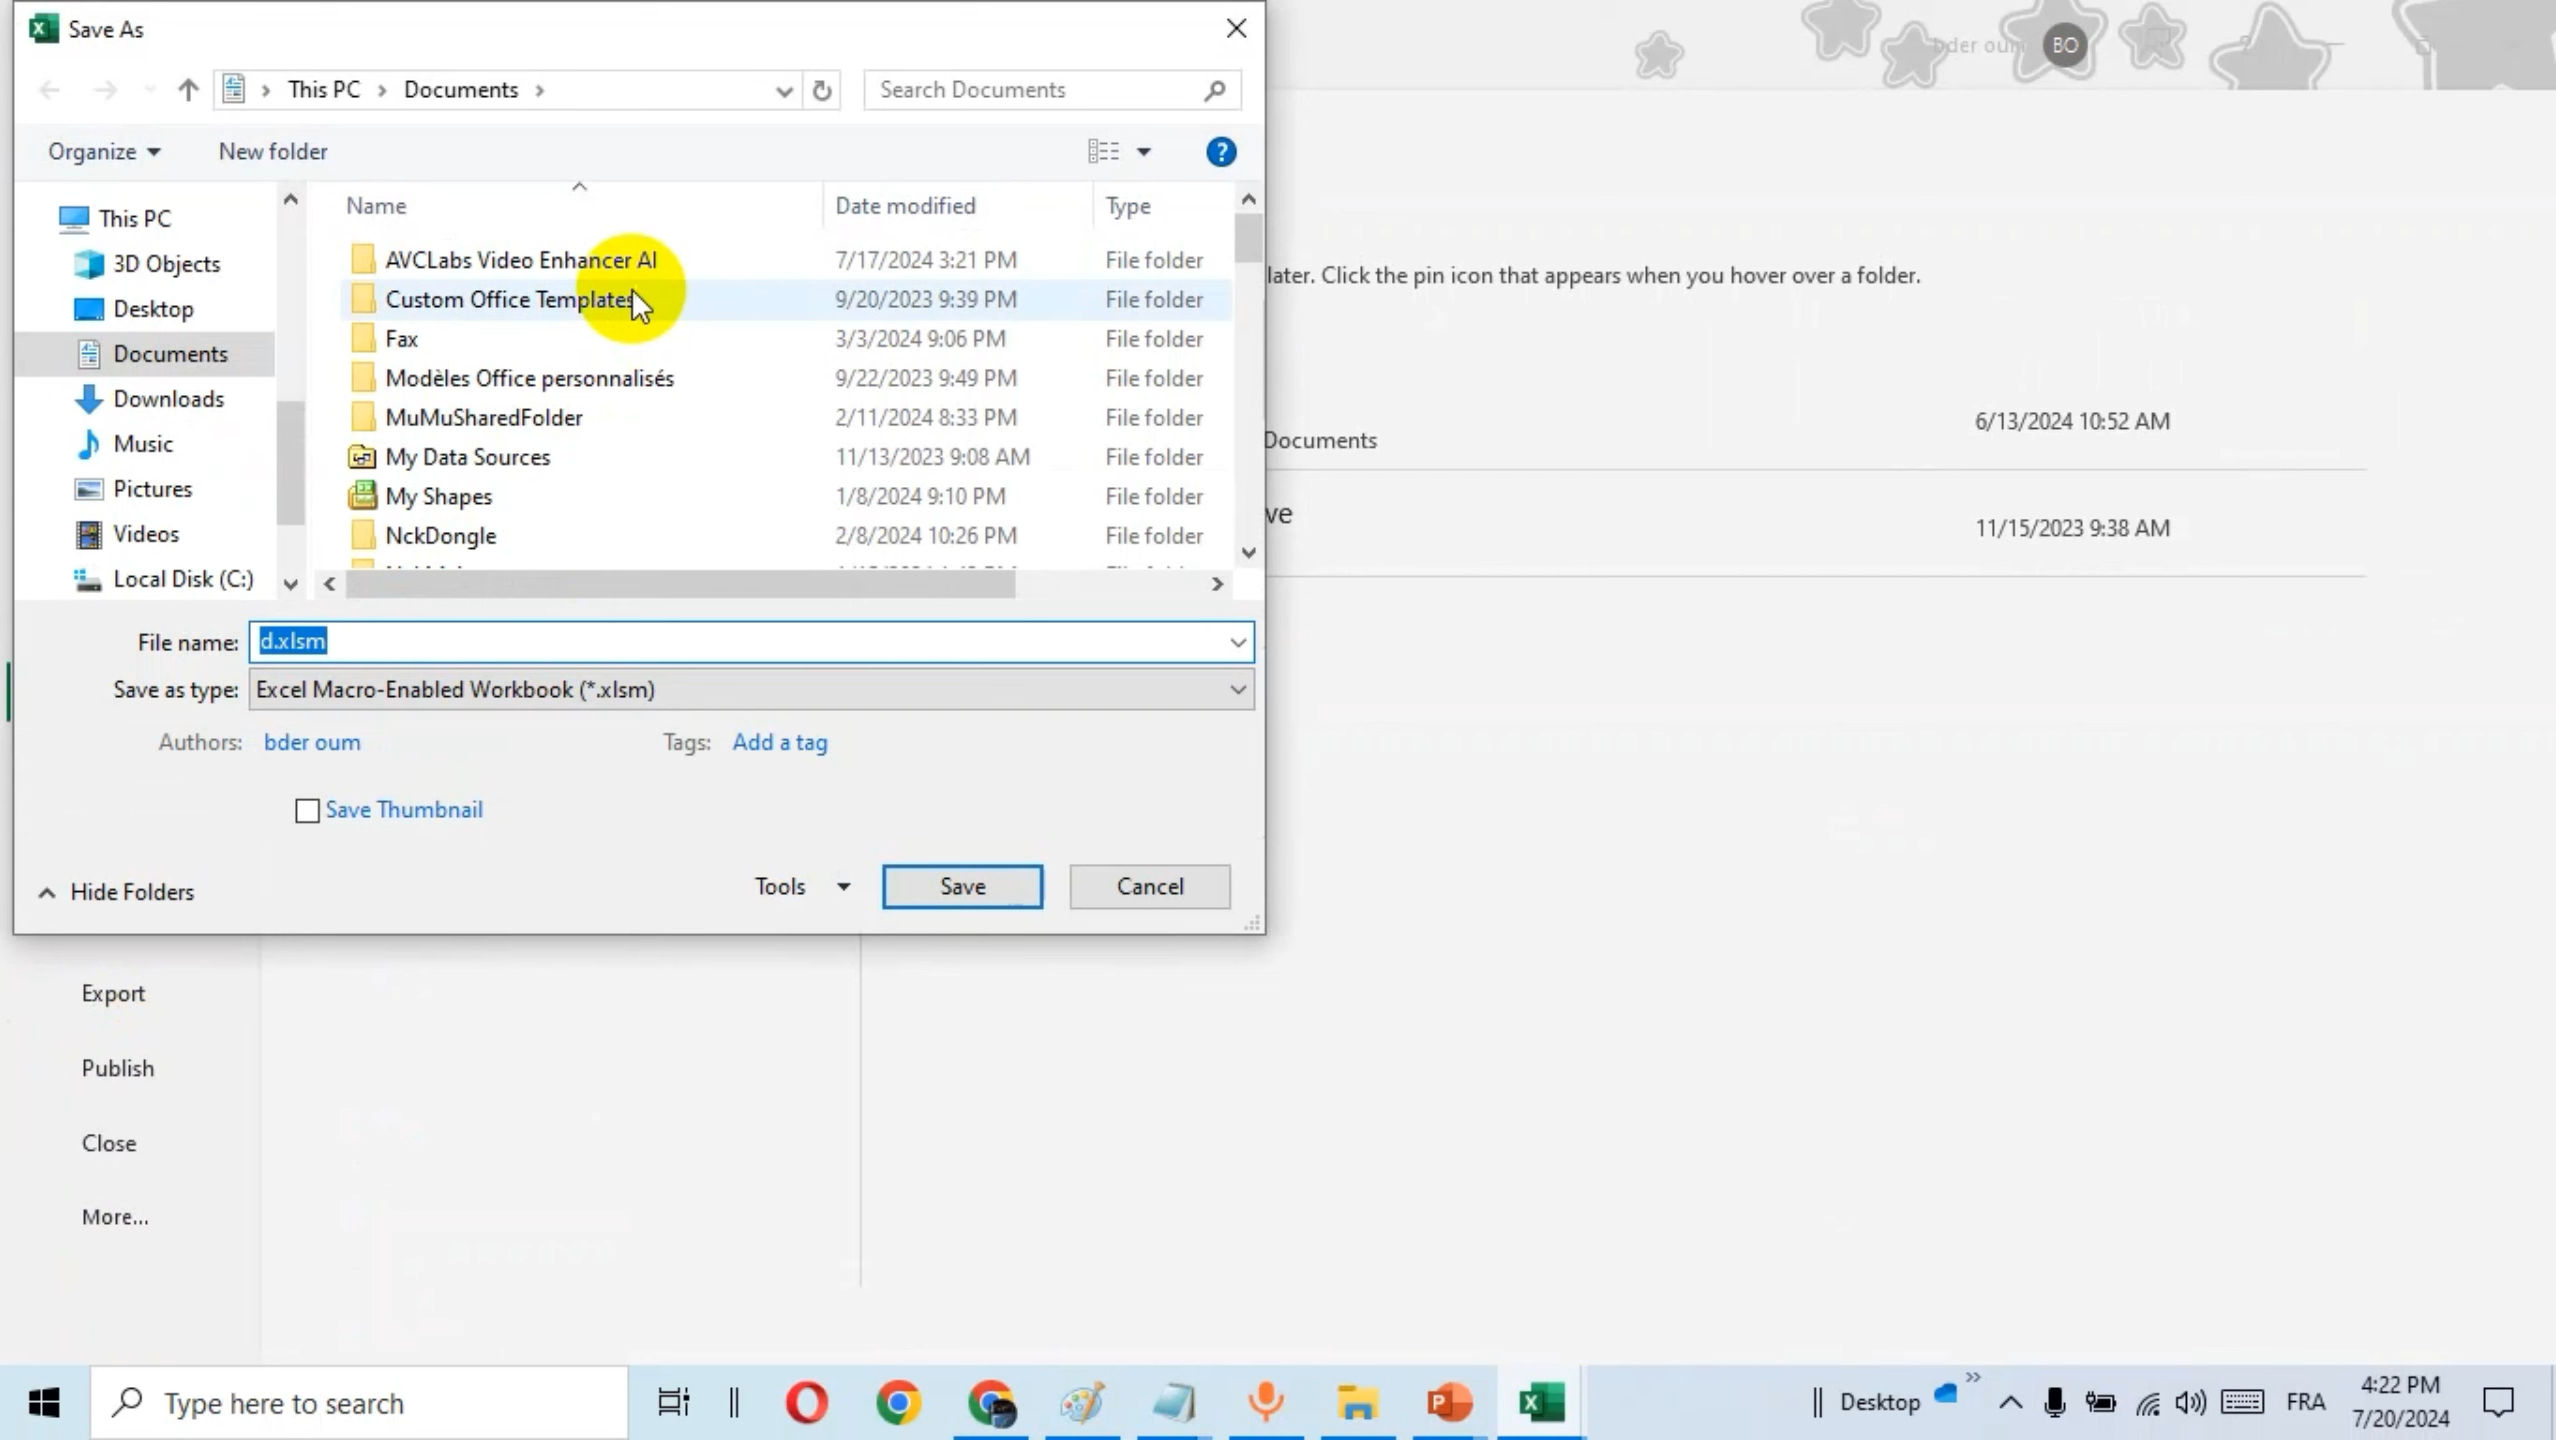 Save As
bder oum BO
This PC > Documents >
Search Documents
Organize
New folder
?
Name Date modified Type
This PC
3D Objects
Desktop
Documents
Downloads
Music
Pictures
Videos
Local Disk (C:)
AVCLabs Video Enhancer AI 7/17/2024 3:21 PM File folder
Custom Office Templates 9/20/2023 9:39 PM File folder
Fax 3/3/2024 9:06 PM File folder
Modèles Office personnalisés 9/22/2023 9:49 PM File folder
MuMuSharedFolder 2/11/2024 8:33 PM File folder
My Data Sources 11/13/2023 9:08 AM File folder
My Shapes 1/8/2024 9:10 PM File folder
NckDongle 2/8/2024 10:26 PM File folder
later. Click the pin icon that appears when you hover over a folder.
6/13/2024 10:52 AM
Documents
ve
11/15/2023 9:38 AM
File name: d.xlsm
Save as type: Excel Macro-Enabled Workbook (*.xlsm)
Authors: bder oum Tags: Add a tag
Save Thumbnail
Hide Folders
Tools
Save
Cancel
Export
Publish
Close
More...
Type here to search
Desktop
FRA
4:22 PM
7/20/2024